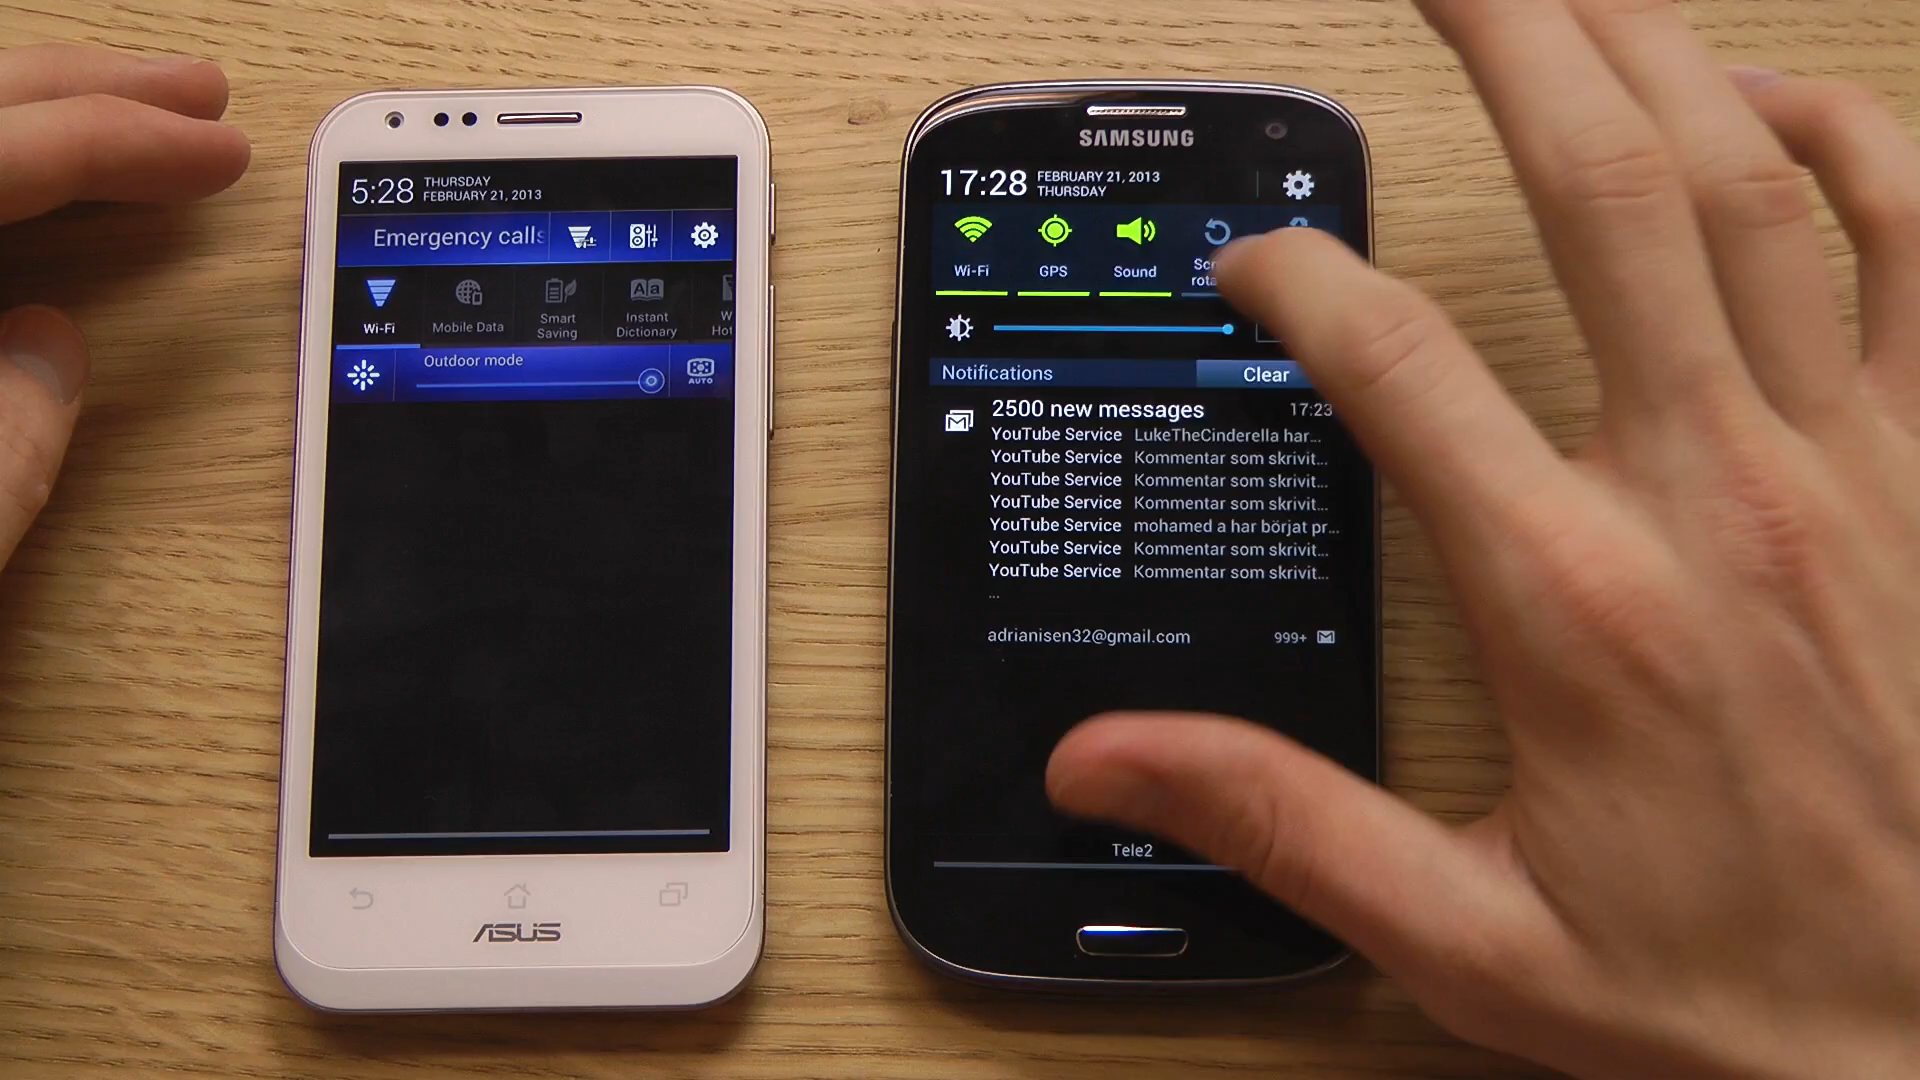 5:28
THURSDAY
FEBRUARY 21, 2013
Emergency calls
Wi-Fi
Mobile Data
Smart
Saving
Instant
Dictionary
Outdoor mode
AUTO
ASUS
SAMSUNG
17:28
FEBRUARY 21, 2013
THURSDAY
Wi-Fi
GPS
Sound
Notifications
Clear
2500 new messages 17:23
YouTube Service LukeTheCinderella har...
YouTube Service Kommentar som skrivit...
YouTube Service Kommentar som skrivit...
YouTube Service Kommentar som skrivit...
YouTube Service mohamed a har börjat pr...
YouTube Service Kommentar som skrivit...
YouTube Service Kommentar som skrivit...
...
adrianisen32@gmail.com 999+
Tele2